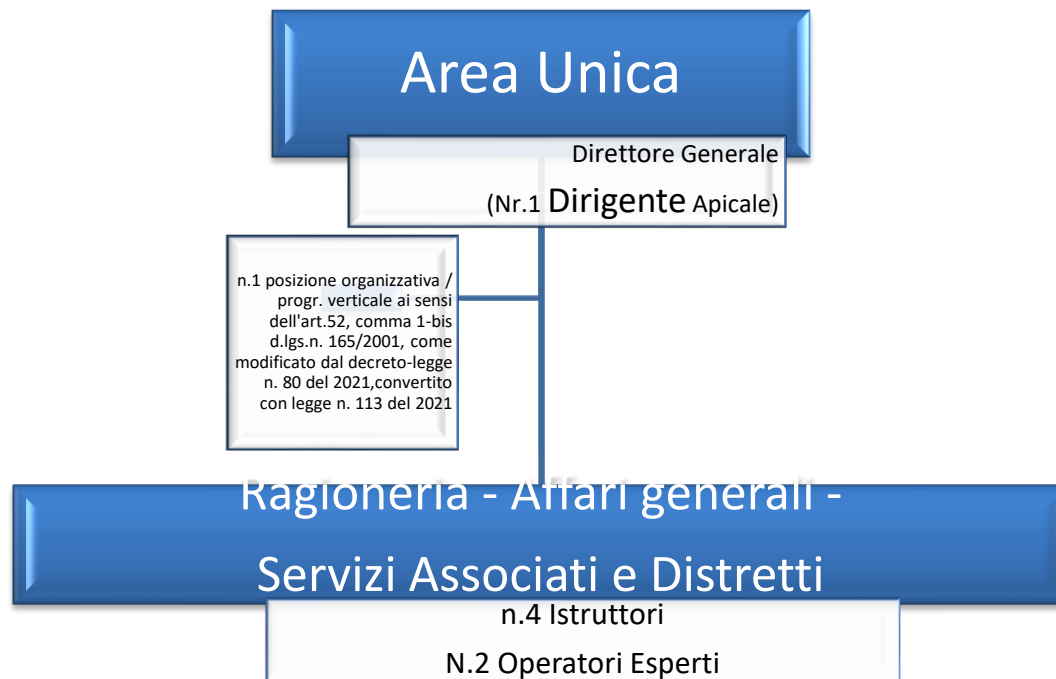 Area Unica
Direttore Generale
(Nr.1 Dirigente Apicale)
n.1 posizione organizzativa /
progr. verticale ai sensi
dell'art.52, comma 1-bis
d.lgs.n. 165/2001, come
modificato dal decreto-legge
n. 80 del 2021,convertito
con legge n. 113 del 2021
Ragioneria - Affari generali -
Servizi Associati e Distretti
n.4 Istruttori
N.2 Operatori Esperti